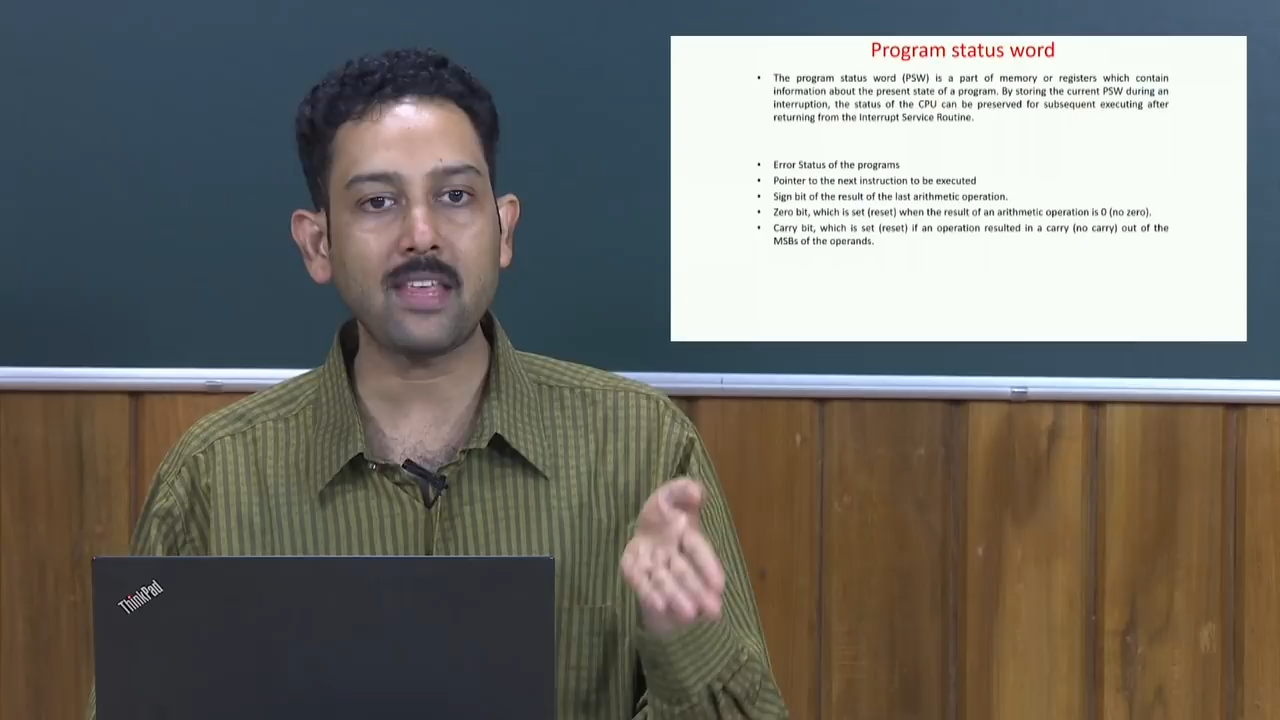 Program status word
• The program status word (PSW) is a part of memory or registers which contain
information about the present state of a program. By storing the current PSW during an
interruption, the status of the CPU can be preserved for subsequent executing after
returning from the Interrupt Service Routine.
• Error Status of the programs
• Pointer to the next instruction to be executed
• Sign bit of the result of the last arithmetic operation.
• Zero bit, which is set (reset) when the result of an arithmetic operation is 0 (no zero).
• Carry bit, which is set (reset) if an operation resulted in a carry (no carry) out of the
MSBs of the operands.
ThinkPad